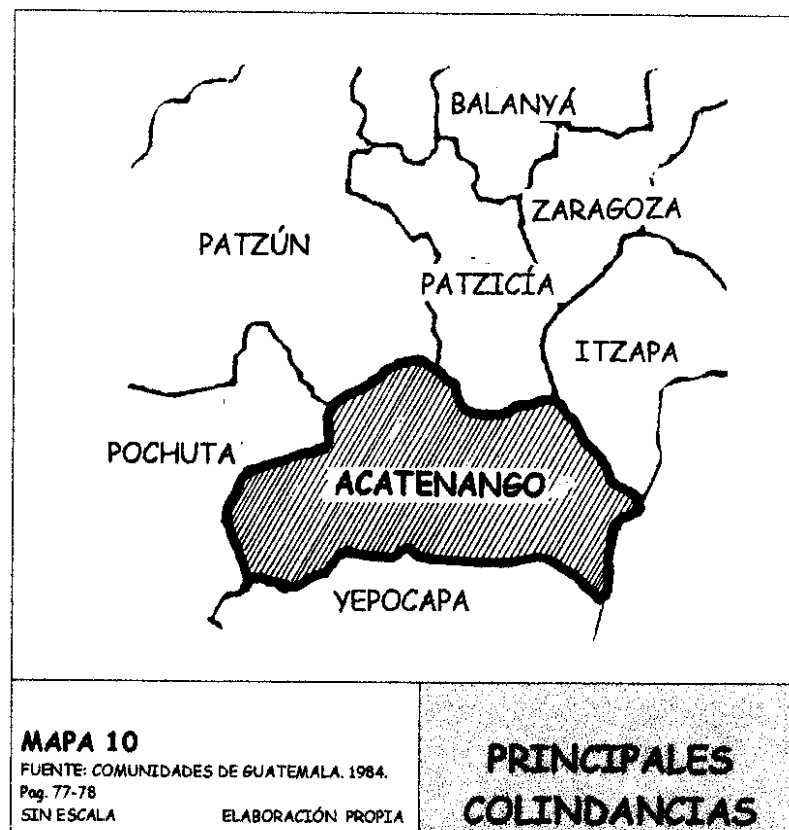 BALANYÁ
ZARAGOZA
PATZÚN
PATZICÍA
ITZAPA
POCHUTA
ACATENANGO
YEPOCAPA
MAPA 10
FUENTE: COMUNIDADES DE GUATEMALA. 1984.
Pag. 77-78
SIN ESCALA ELABORACIÓN PROPIA
PRINCIPALES
COLINDANCIAS